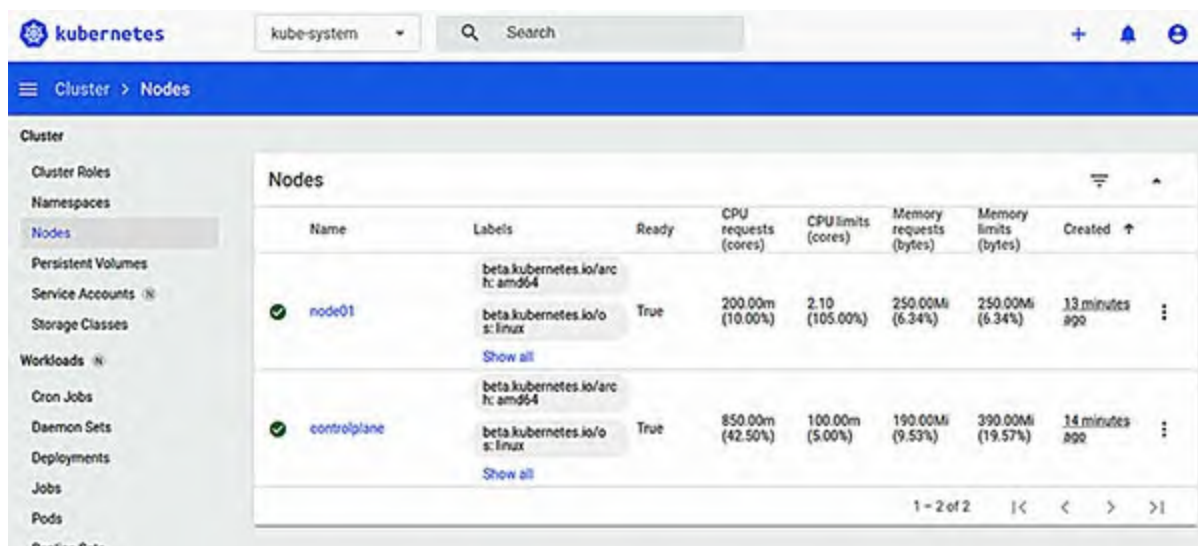 kubernetes
kube-system
Search
Cluster > Nodes
Cluster
Cluster Roles
Namespaces
Nodes
Persistent Volumes
Service Accounts N
Storage Classes
Workloads N
Cron Jobs
Daemon Sets
Deployments
Jobs
Pods
Nodes
Name Labels Ready CPU requests (cores) CPU limits (cores) Memory requests (bytes) Memory limits (bytes) Created
beta.kubernetes.io/arc
h: amd64
node01 beta.kubernetes.io/o True 200.00m 2.10 250.00Mi 250.00Mi 13 minutes
s: linux (10.00%) (105.00%) (6.34%) (6.34%) ago
Show all
beta.kubernetes.io/arc
h: amd64
controlplane beta.kubernetes.io/o True 850.00m 100.00m 190.00Mi 390.00Mi 14 minutes
s: linux (42.50%) (5.00%) (9.53%) (19.57%) ago
Show all
1 – 2 of 2